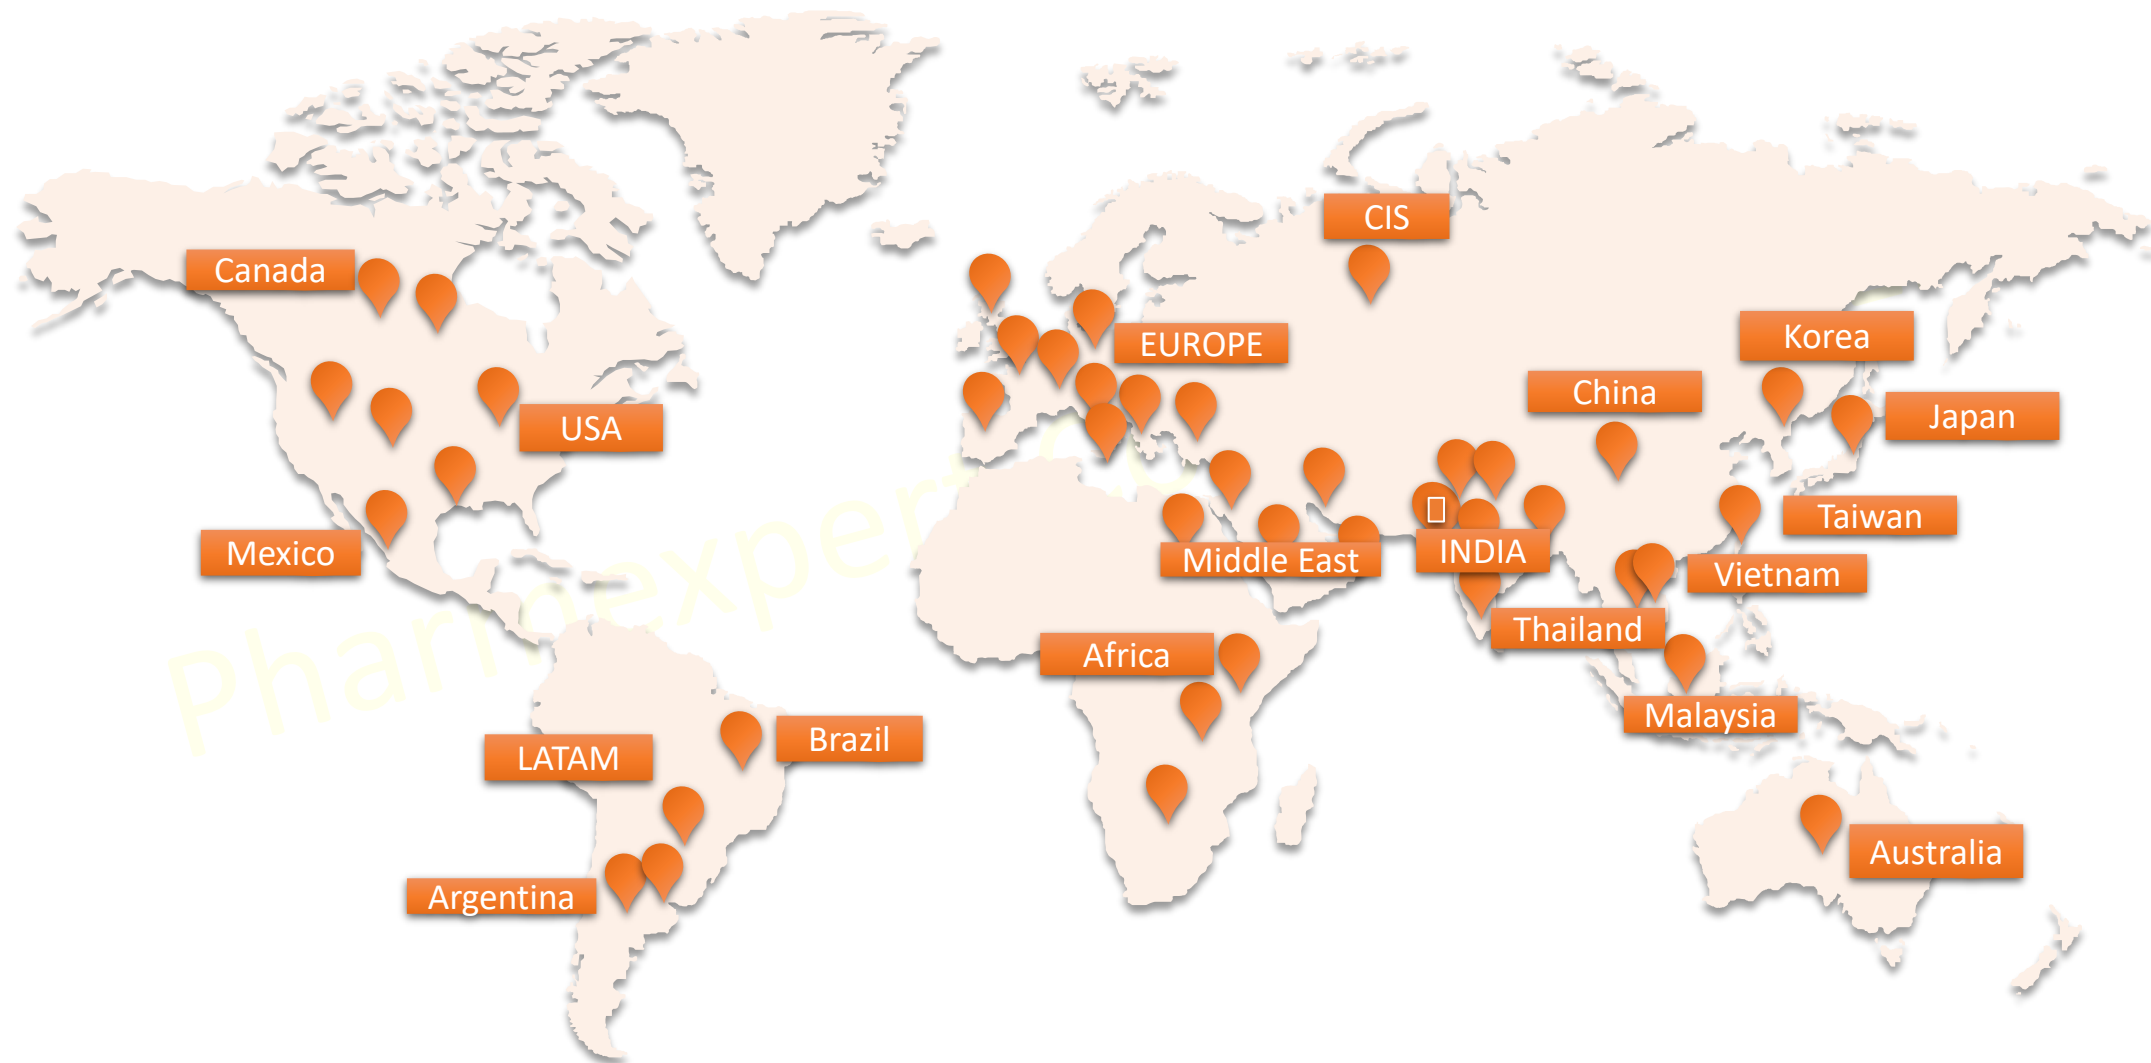 CIS
Canada
Korea
EUROPE
China
Japan
USA
Taiwan
Mexico
INDIA
Middle East
Vietnam
Thailand
Africa
Malaysia
Brazil
LATAM
Australia
Argentina